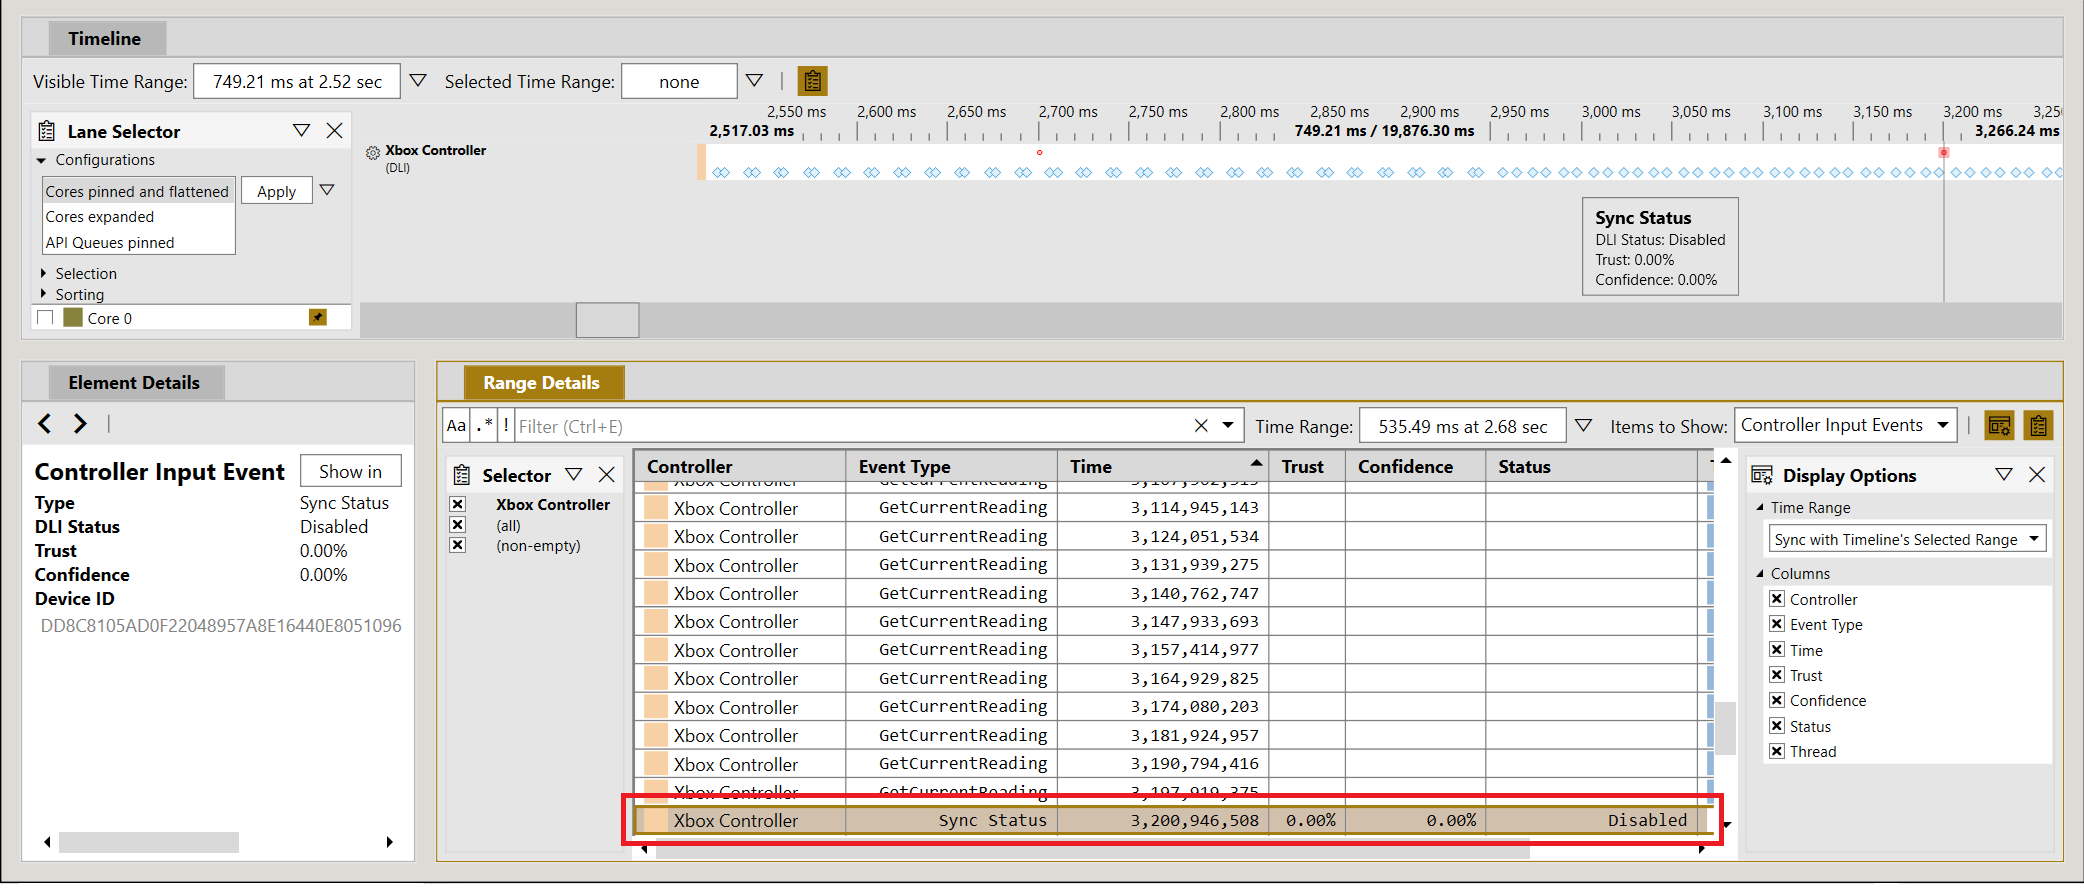 Timeline
Visible Time Range: 749.21 ms at 2.52 sec Selected Time Range: none
2,550 ms 2,600 ms 2,650 ms 2,700 ms 2,750 ms 2,800 ms 2,850 ms 2,900 ms 2,950 ms 3,000 ms 3,050 ms 3,100 ms 3,150 ms 3,200 ms 3,250
2,517.03 ms 749.21 ms / 19,876.30 ms 3,266.24 ms
Lane Selector
Configurations
Cores pinned and flattened Apply
Cores expanded
API Queues pinned
Selection
Sorting
Core 0
Xbox Controller
(DLI)
Sync Status
DLI Status: Disabled
Trust: 0.00%
Confidence: 0.00%
Element Details
Controller Input Event Show in
Type Sync Status
DLI Status Disabled
Trust 0.00%
Confidence 0.00%
Device ID
DD8C8105AD0F22048957A8E16440E8051096
Range Details
Aa .* ! Filter (Ctrl+E) Time Range: 535.49 ms at 2.68 sec Items to Show: Controller Input Events
Selector
Xbox Controller
(all)
(non-empty)
Controller Event Type Time Trust Confidence Status
Xbox Controller GetCurrentReading
Xbox Controller GetCurrentReading 3,114,945,143
Xbox Controller GetCurrentReading 3,124,051,534
Xbox Controller GetCurrentReading 3,131,939,275
Xbox Controller GetCurrentReading 3,140,762,747
Xbox Controller GetCurrentReading 3,147,933,693
Xbox Controller GetCurrentReading 3,157,414,977
Xbox Controller GetCurrentReading 3,164,929,825
Xbox Controller GetCurrentReading 3,174,080,203
Xbox Controller GetCurrentReading 3,181,924,957
Xbox Controller GetCurrentReading 3,190,794,416
Xbox Controller GetCurrentReading 3,197,919,375
Xbox Controller Sync Status 3,200,946,508 0.00% 0.00% Disabled
Display Options
Time Range
Sync with Timeline's Selected Range
Columns
Controller
Event Type
Time
Trust
Confidence
Status
Thread